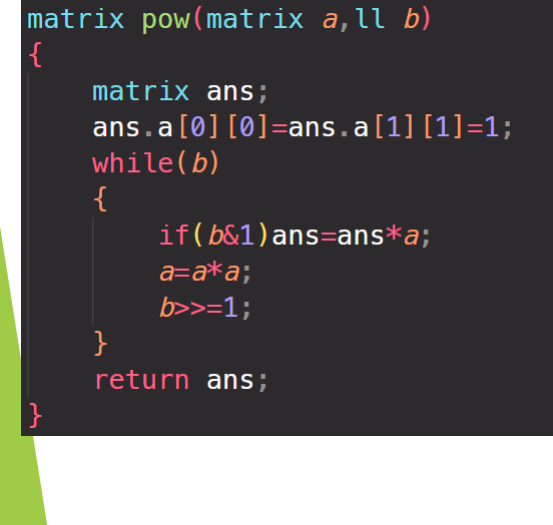 matrix pow(matrix a,ll b)
{
    matrix ans;
    ans.a[0][0]=ans.a[1][1]=1;
    while(b)
    {
        if(b&1)ans=ans*a;
        a=a*a;
        b>>=1;
    }
    return ans;
}